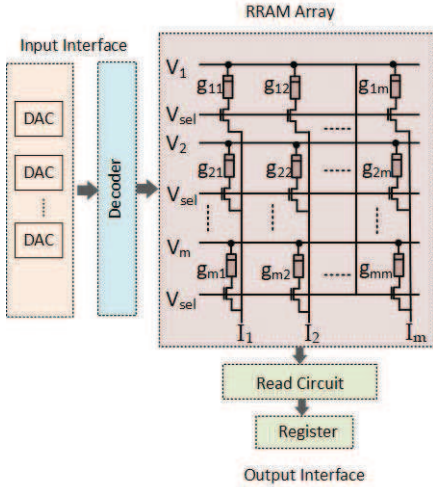 RRAM Array
Input Interface
DAC
DAC
DAC
Decoder
V1
g11 g12 g1m
Vsel
V2
g21 g22 g2m
Vsel
Vm
gm1 gm2 gmm
Vsel
I1 I2 Im
Read Circuit
Register
Output Interface